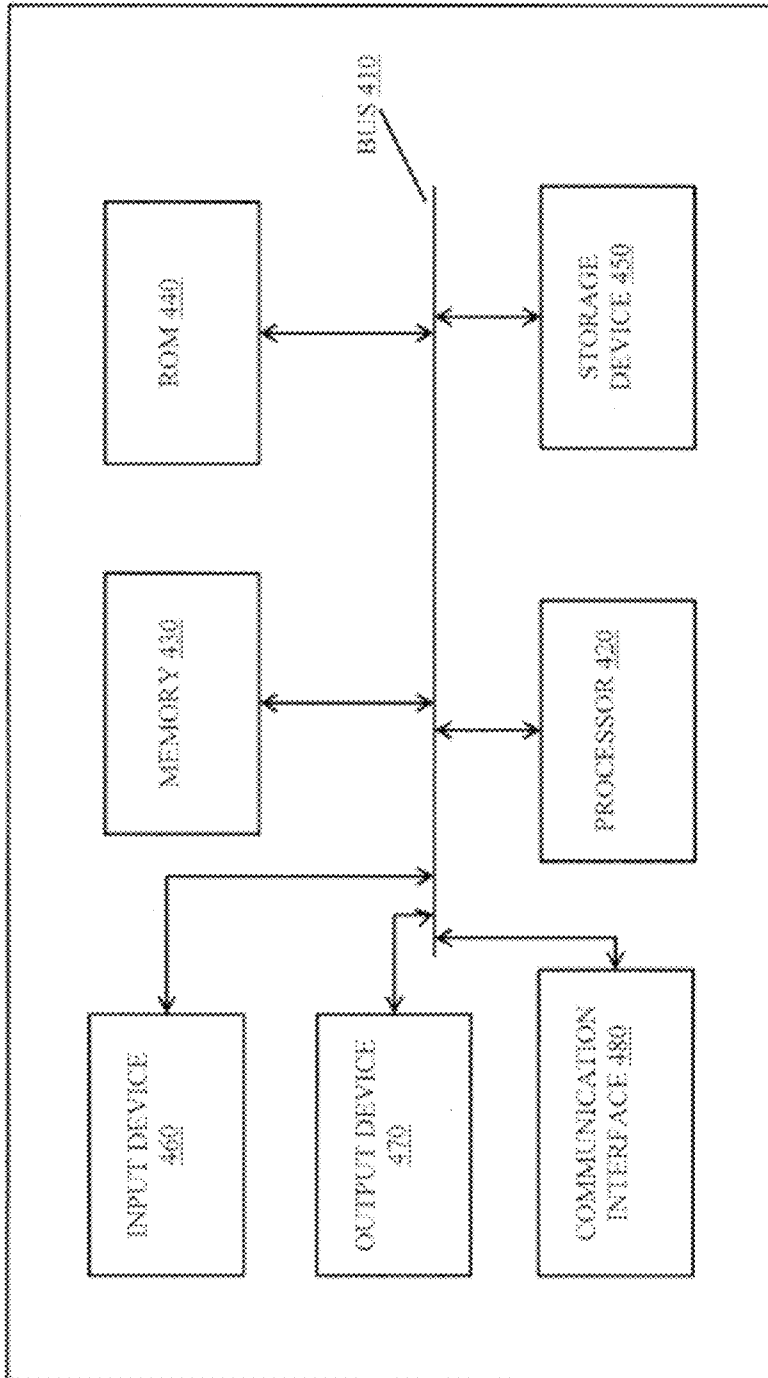 INPUT DEVICE
460
MEMORY 430
ROM 440
OUTPUT DEVICE
470
BUS 410
COMMUNICATION
INTERFACE 480
PROCESSOR 420
STORAGE
DEVICE 450